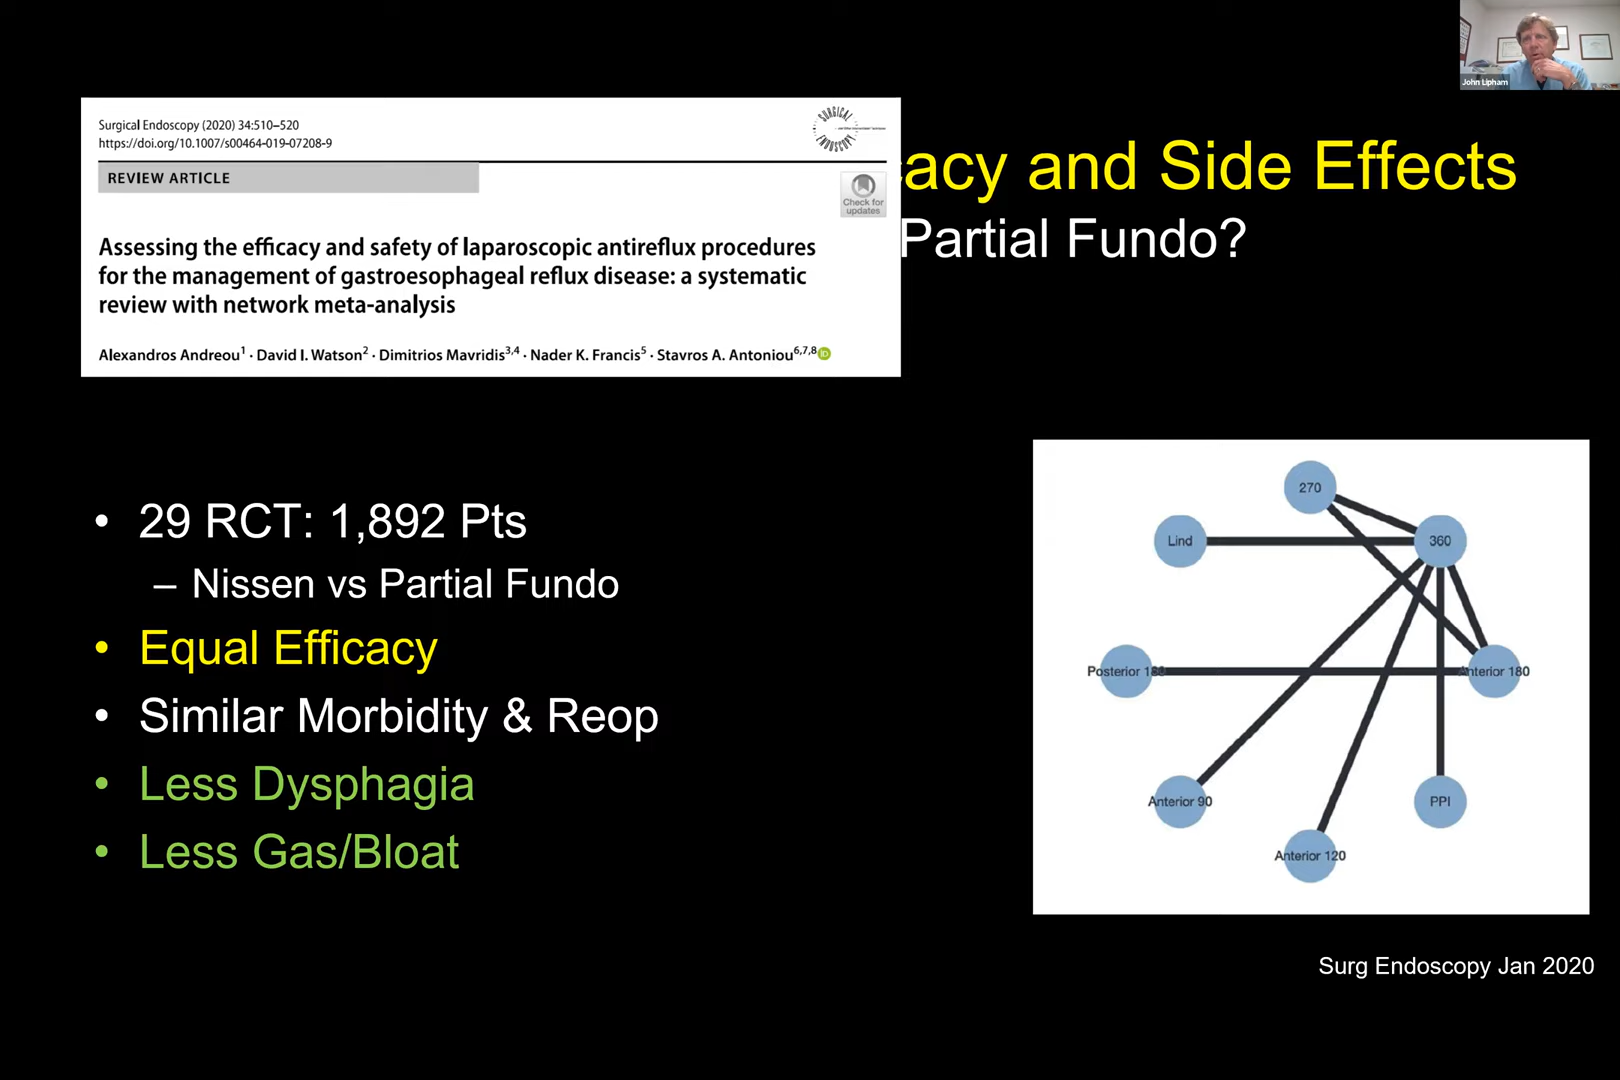 John Lipham
Surgical Endoscopy (2020) 34:510–520
https://doi.org/10.1007/s00464-019-07208-9
SURGICAL
ENDOSCOPY
REVIEW ARTICLE
Check for
updates
acy and Side Effects
Partial Fundo?
Assessing the efficacy and safety of laparoscopic antireflux procedures
for the management of gastroesophageal reflux disease: a systematic
review with network meta-analysis
Alexandros Andreou1 · David I. Watson2 · Dimitrios Mavridis3,4 · Nader K. Francis5 · Stavros A. Antoniou6,7,8 iD
• 29 RCT: 1,892 Pts
– Nissen vs Partial Fundo
• Equal Efficacy
• Similar Morbidity & Reop
• Less Dysphagia
• Less Gas/Bloat
270
Lind
360
Posterior 180
Anterior 180
Anterior 90
PPI
Anterior 120
Surg Endoscopy Jan 2020